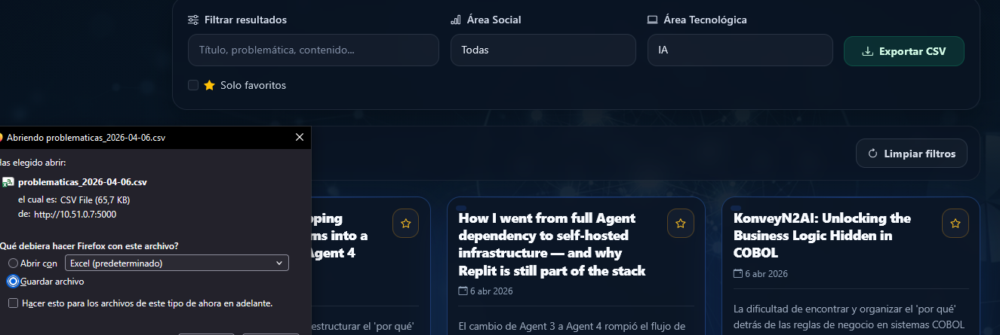 Filtrar resultados
Área Social
Área Tecnológica
Título, problemática, contenido...
Todas
IA
Exportar CSV
Solo favoritos
Abriendo problematicas_2026-04-06.csv
Has elegido abrir:
problematicas_2026-04-06.csv
el cual es: CSV File (65,7 KB)
de: http://10.51.0.7:5000
Qué debiera hacer Firefox con este archivo?
Abrir con
Excel (predeterminado)
Guardar archivo
Hacer esto para los archivos de este tipo de ahora en adelante.
Limpiar filtros
into a
Agent 4
estructurar el 'por qué'
How I went from full Agent
dependency to self-hosted
infrastructure — and why
Replit is still part of the stack
6 abr 2026
El cambio de Agent 3 a Agent 4 rompió el flujo de
KonveyN2AI: Unlocking the
Business Logic Hidden in
COBOL
6 abr 2026
La dificultad de encontrar y organizar el 'por qué'
detrás de las reglas de negocio en sistemas COBOL